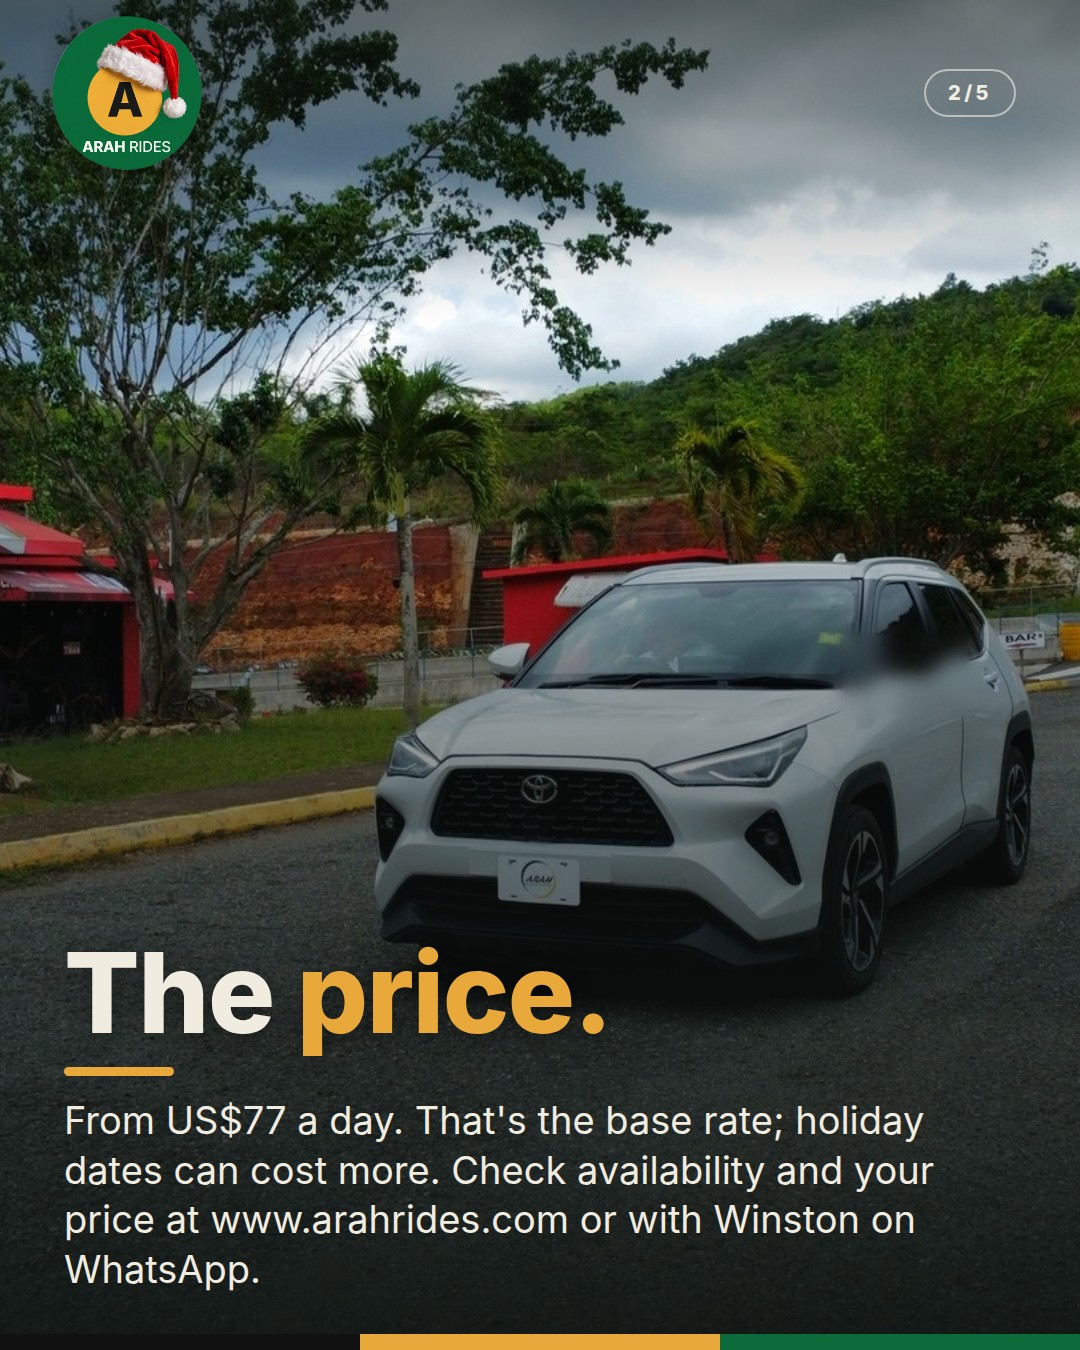 A
ARAH RIDES
2/5
BAR
ARAH
The price.
From US$77 a day. That's the base rate; holiday
dates can cost more. Check availability and your
price at www.arahrides.com or with Winston on
WhatsApp.